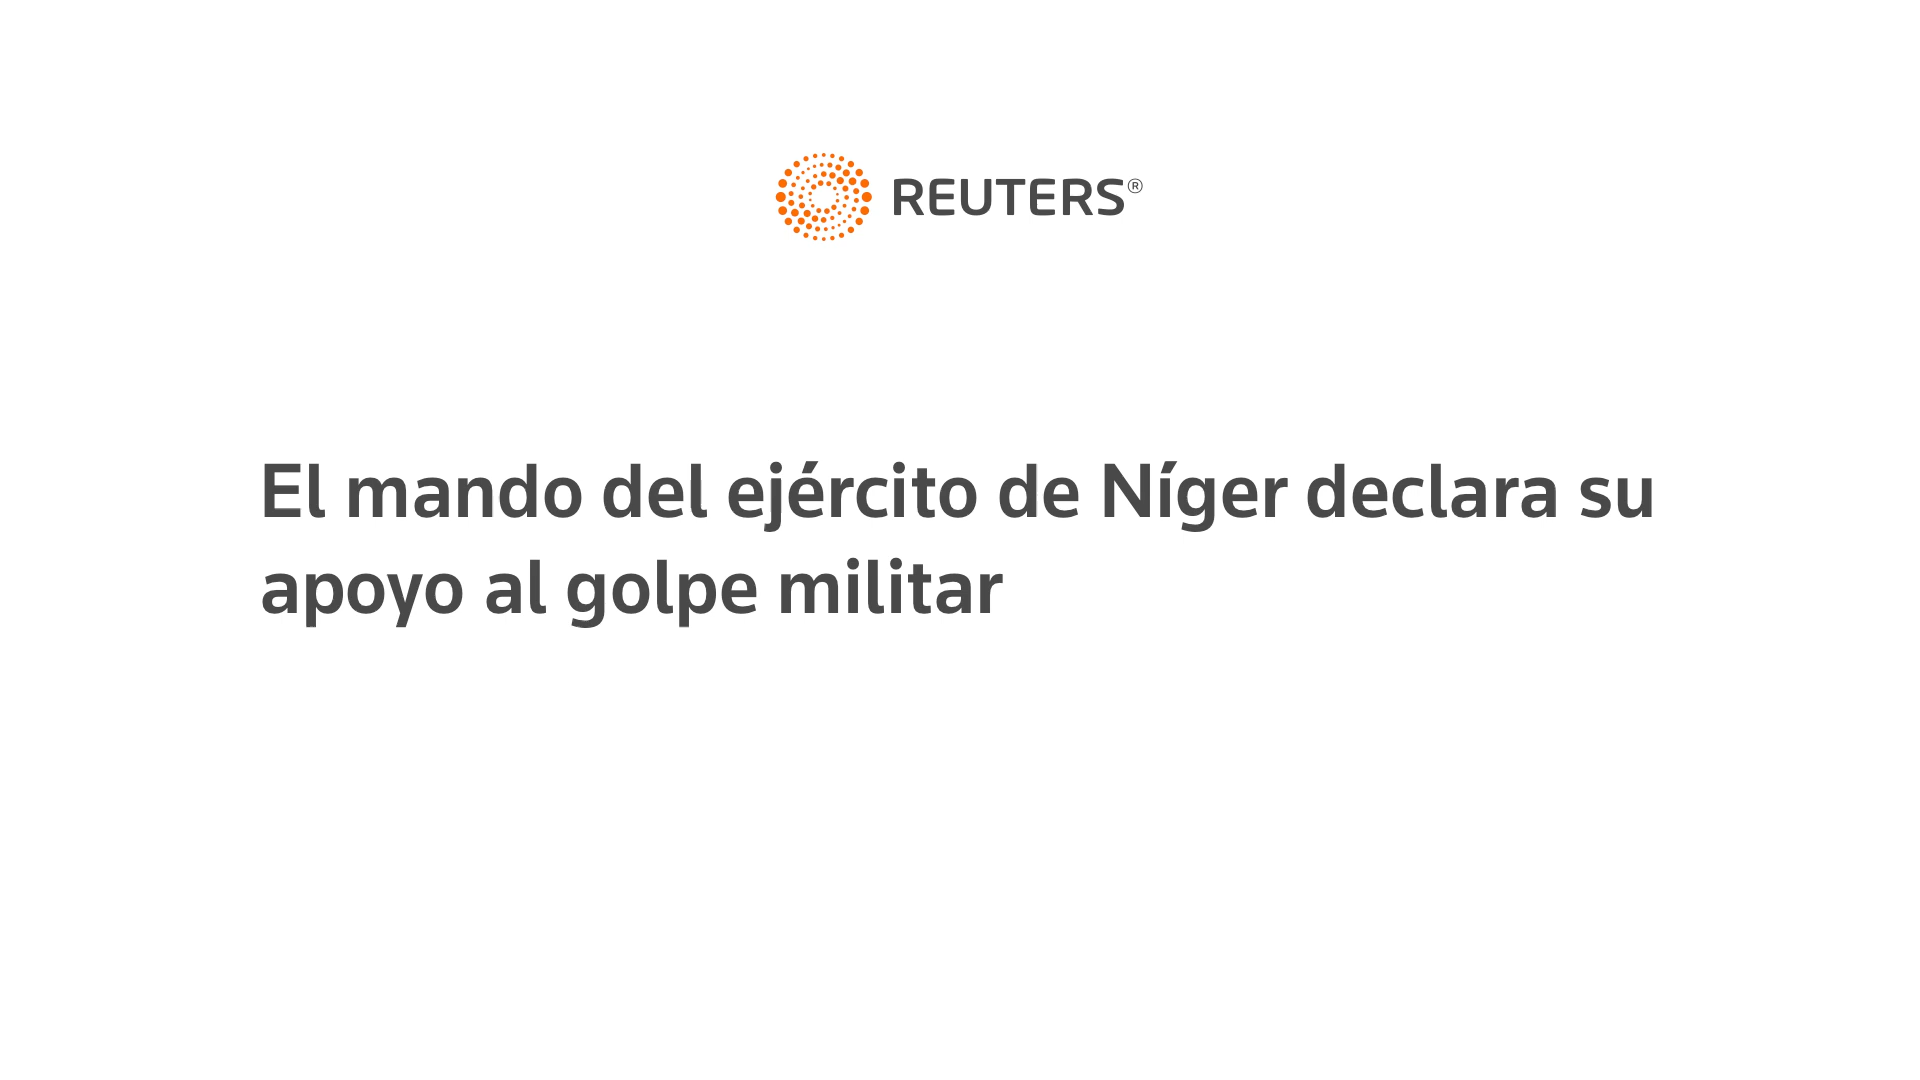 REUTERS®
El mando del ejército de Níger declara su
apoyo al golpe militar